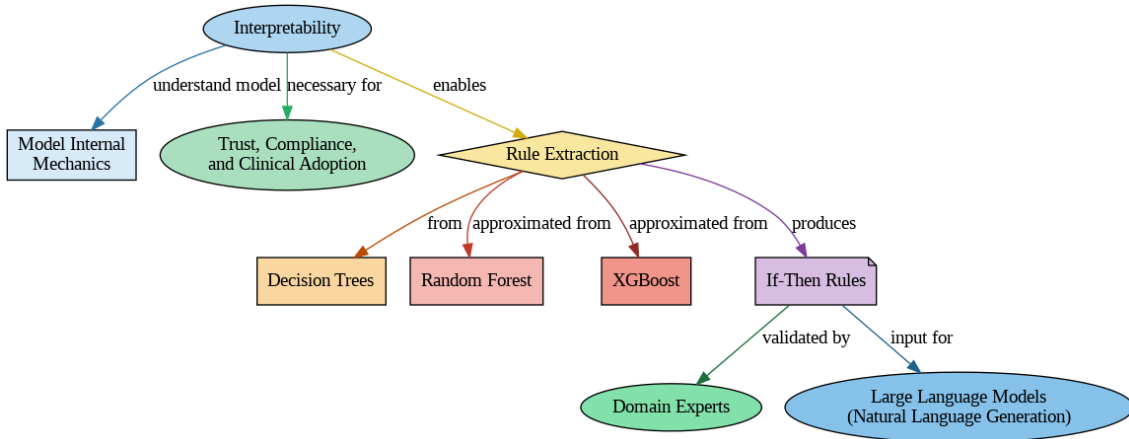 Interpretability
understand model
necessary for
enables
Model Internal
Mechanics
Trust, Compliance,
and Clinical Adoption
Rule Extraction
from
approximated from
approximated from
produces
Decision Trees
Random Forest
XGBoost
If-Then Rules
validated by
input for
Domain Experts
Large Language Models
(Natural Language Generation)